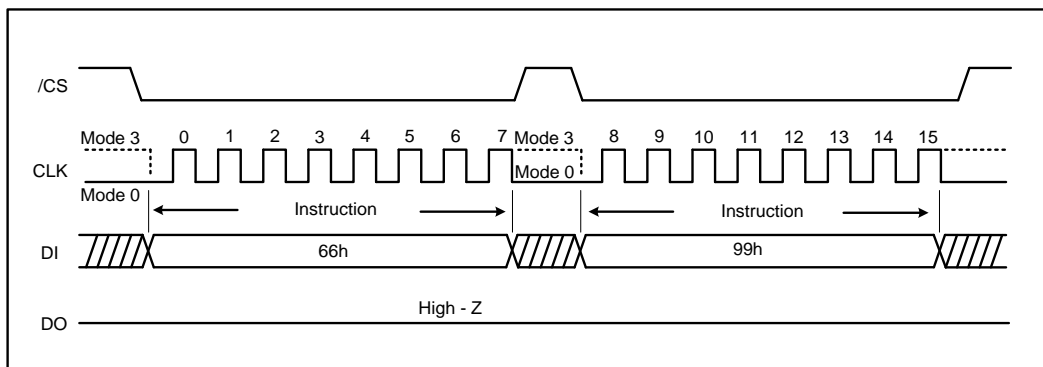 /CS
Mode 3 0 1 2 3 4 5 6 7 Mode 3 8 9 10 11 12 13 14 15
CLK
Mode 0 Mode 0
Instruction Instruction
DI 66h 99h
High - Z
DO